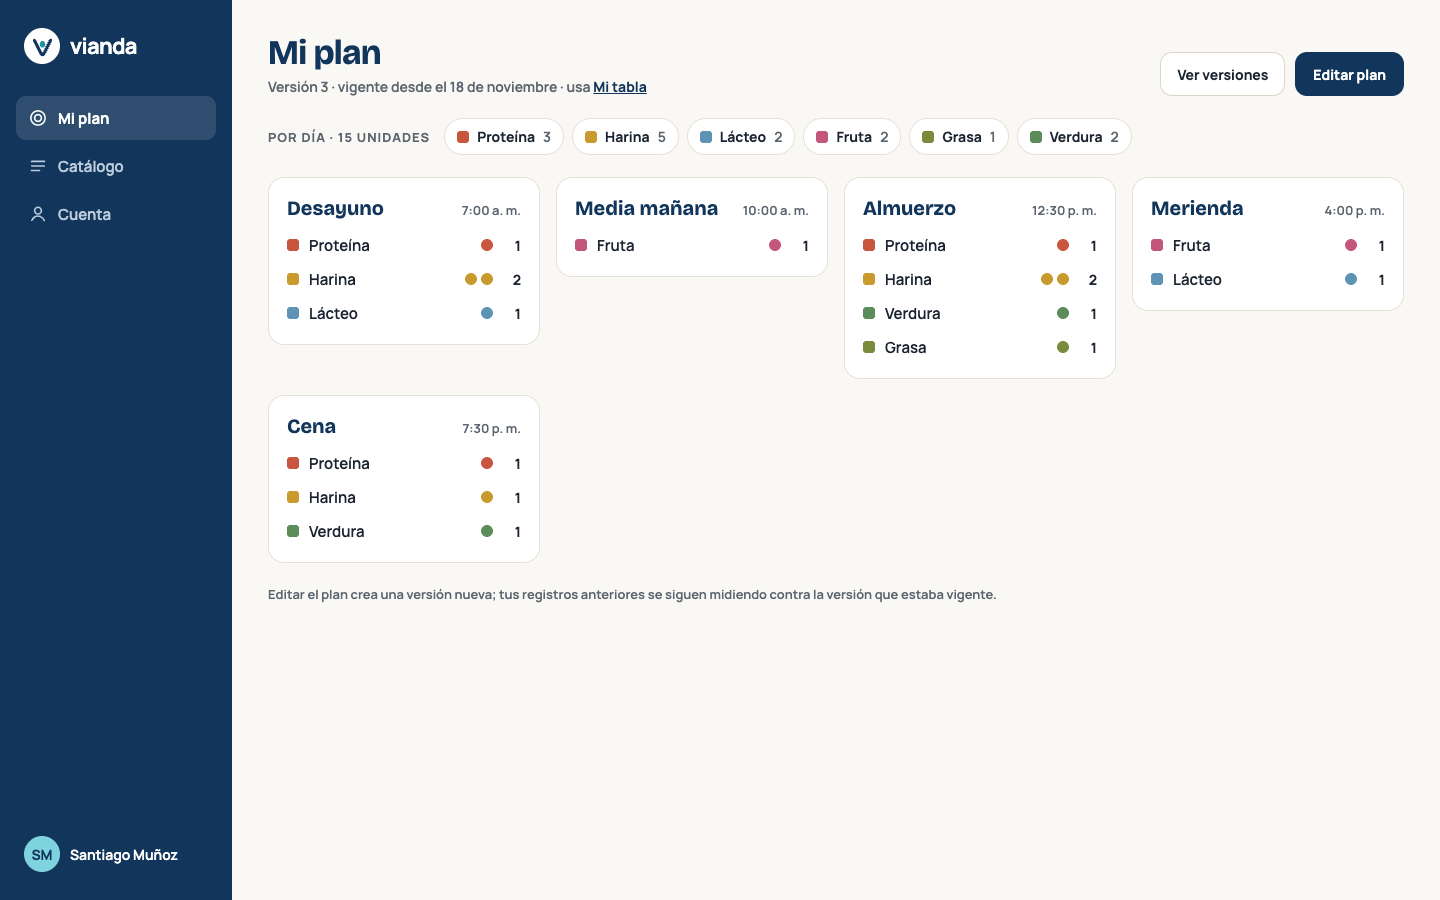 vianda
Mi plan
Catálogo
Cuenta
SM Santiago Muñoz
Mi plan
Versión 3 · vigente desde el 18 de noviembre · usa Mi tabla
Ver versiones
Editar plan
POR DÍA · 15 UNIDADES
Proteína 3
Harina 5
Lácteo 2
Fruta 2
Grasa 1
Verdura 2
Desayuno 7:00 a. m.
Proteína 1
Harina 2
Lácteo 1
Media mañana 10:00 a. m.
Fruta 1
Almuerzo 12:30 p. m.
Proteína 1
Harina 2
Verdura 1
Grasa 1
Merienda 4:00 p. m.
Fruta 1
Lácteo 1
Cena 7:30 p. m.
Proteína 1
Harina 1
Verdura 1
Editar el plan crea una versión nueva; tus registros anteriores se siguen midiendo contra la versión que estaba vigente.